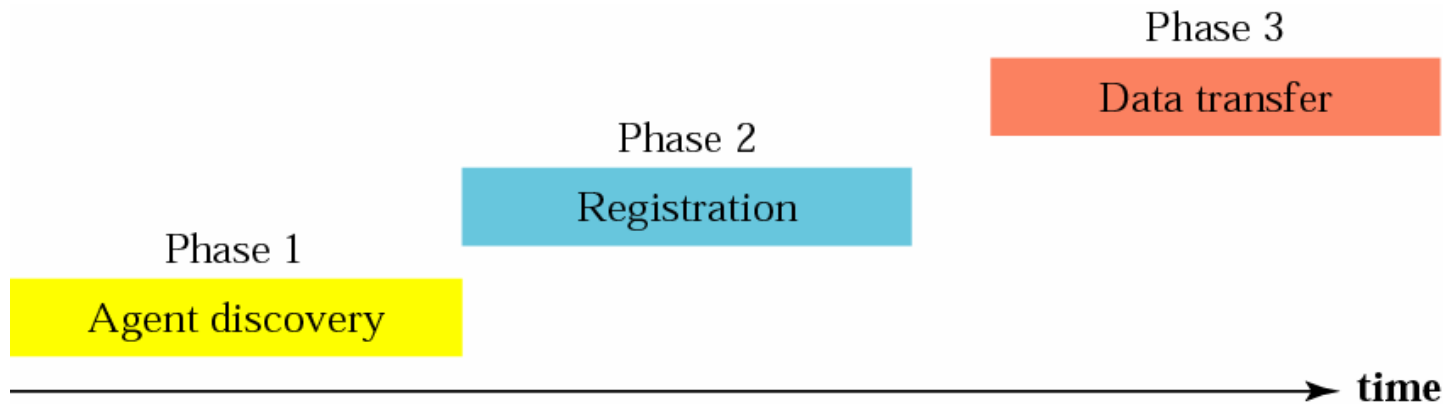 Phase 3
Data transfer
Phase 2
Registration
Phase 1
Agent discovery
time